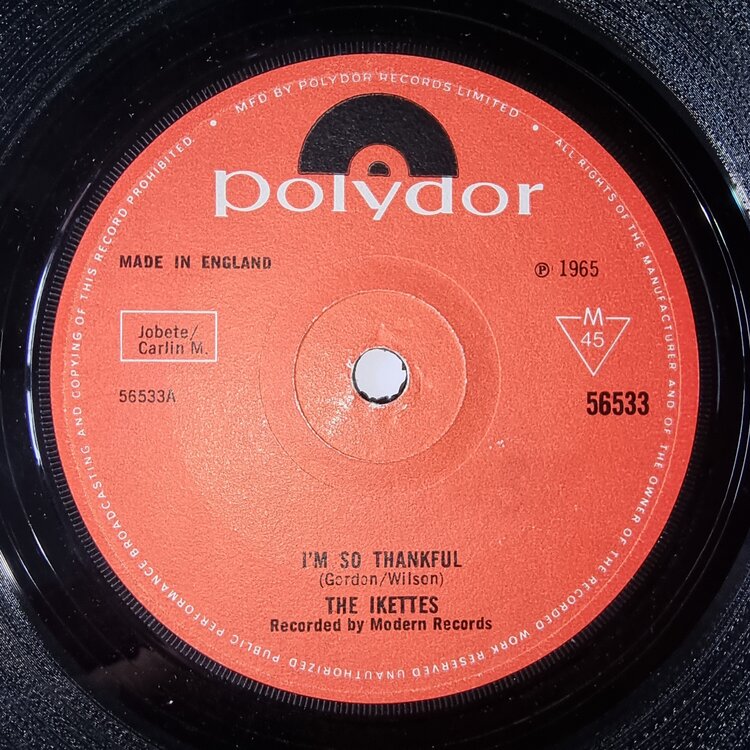 MFD BY POLYDOR RECORDS LIMITED • ALL RIGHTS OF THE MANUFACTURER AND OF THE OWNER OF THE RECORDED WORK RESERVED UNAUTHORIZED PUBLIC PERFORMANCE BROADCASTING AND COPYING OF THIS RECORD PROHIBITED •
polydor
MADE IN ENGLAND
℗ 1965
Jobete/
Carlin M.
M
45
56533A
56533
I'M SO THANKFUL
(Gordon/Wilson)
THE IKETTES
Recorded by Modern Records